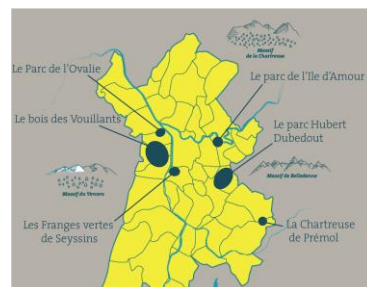 Massif
de la Chartreuse
Le Parc de l'Ovalie
Le parc de l'Ile d'Amour
Le bois des Vouillants
Le parc Hubert
Dubedout
Massif du Vercors
Massif de Belledonne
Les Franges vertes
de Seyssins
La Chartreuse
de Prémol